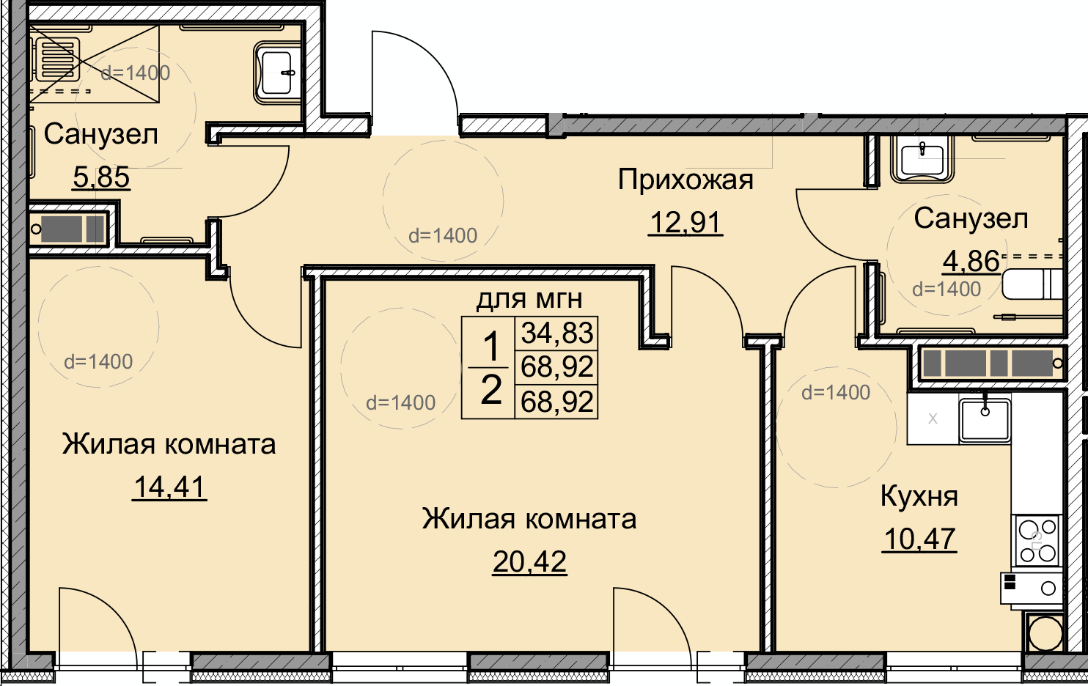 d=1400
Санузел
5,85
d=1400
Прихожая
12,91
Санузел
4,86
d=1400
d=1400
Жилая комната
14,41
для мгн
1
2
34,83
68,92
68,92
d=1400
Жилая комната
20,42
d=1400
X
Кухня
10,47